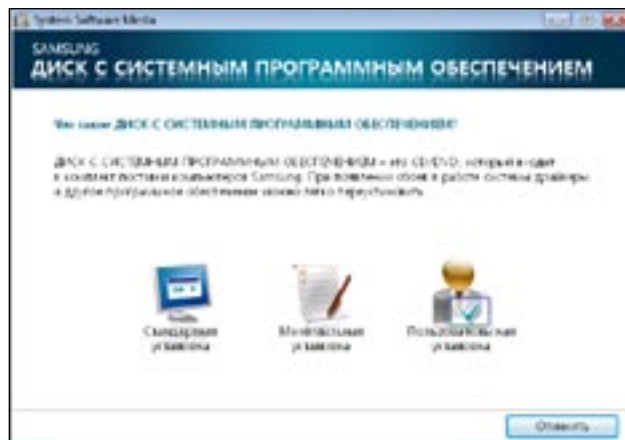 System Software Media
SAMSUNG
ДИСК С СИСТЕМНЫМ ПРОГРАММНЫМ ОБЕСПЕЧЕНИЕМ
Что такое ДИСК С СИСТЕМНЫМ ПРОГРАММНЫМ ОБЕСПЕЧЕНИЕМ?
ДИСК С СИСТЕМНЫМ ПРОГРАММНЫМ ОБЕСПЕЧЕНИЕМ – это CD/DVD, который входит
в комплект поставки компьютеров Samsung. При появлении сбоев в работе системы драйверы
и другое программное обеспечение можно легко переустановить.
Стандартная
установка
Минимальная
установка
Пользовательская
установка
Отменить